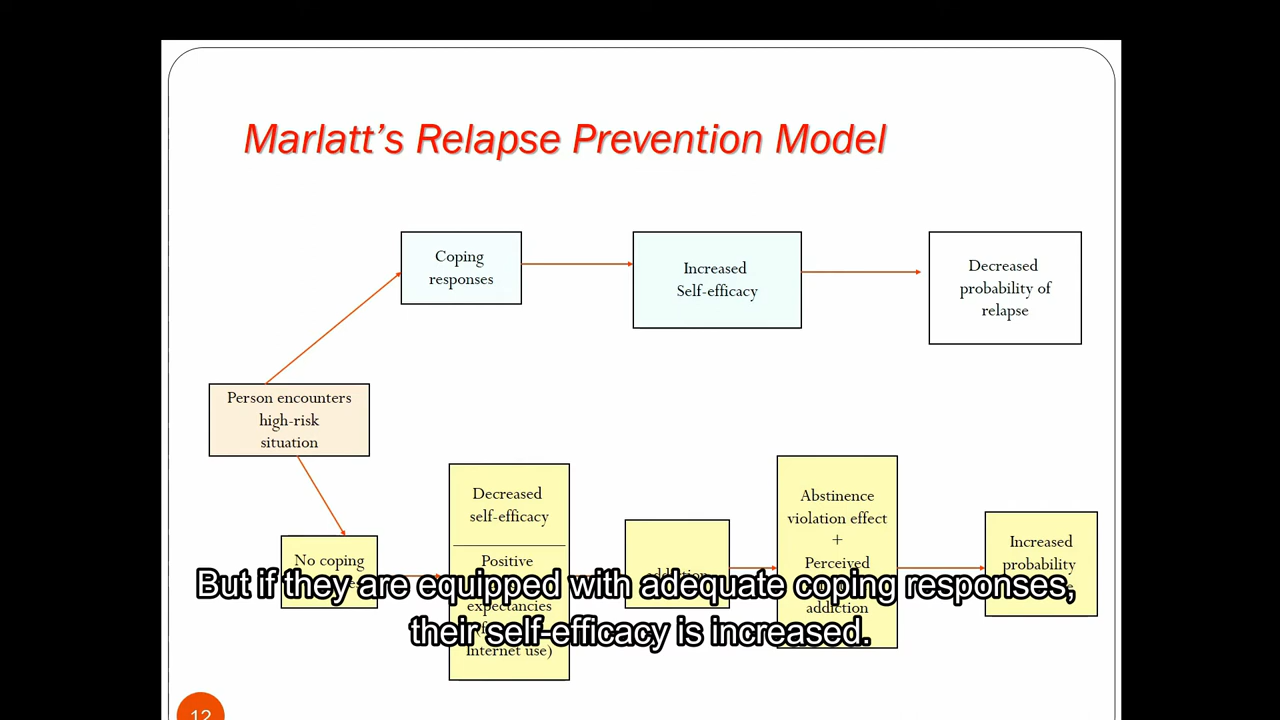 Marlatt's Relapse Prevention Model
Coping
responses
Increased
Self-efficacy
Decreased
probability of
relapse
Person encounters
high-risk
situation
No coping
Decreased
self-efficacy
Positive
expectancies
Internet use)
Abstinence
violation effect
+
Perceived
addiction
Increased
probability
But if they are equipped with adequate coping responses,
their self-efficacy is increased.
12